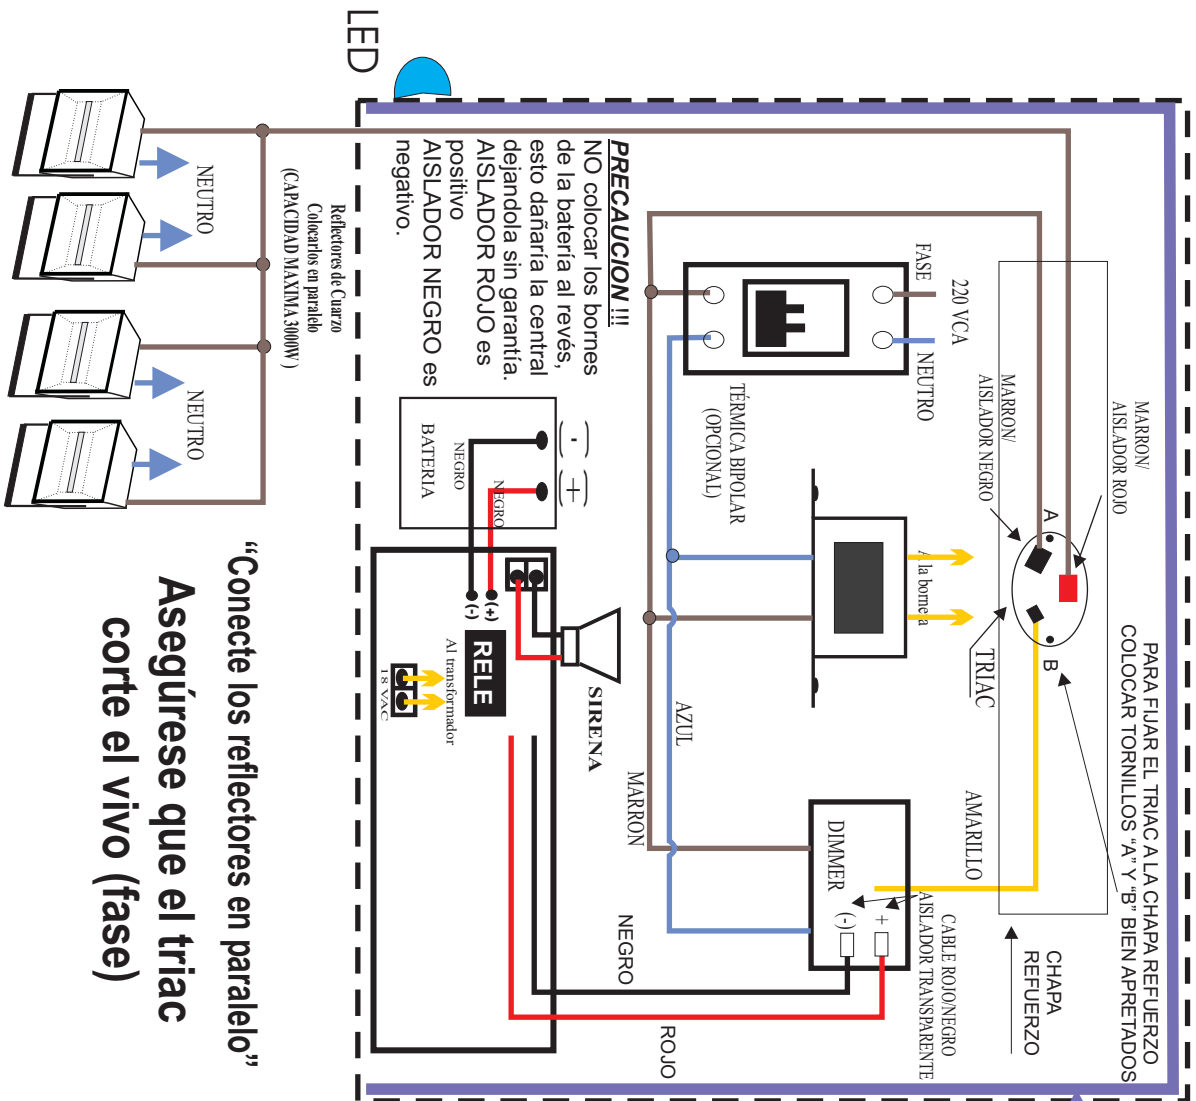 LED
PARA FIJAR EL TRIAC A LA CHAPA REFUERZO
COLOCAR TORNILLOS "A" Y "B" BIEN APRETADOS
CHAPA
REFUERZO
MARRON/
AISLADOR ROJO
MARRON/
AISLADOR NEGRO
A
B
TRIAC
AMARILLO
220 VCA
FASE
NEUTRO
TÉRMICA BIPOLAR
(OPCIONAL)
A la bornera
CABLE ROJO/NEGRO
AISLADOR TRANSPARENTE
DIMMER
+
(-)
AZUL
MARRON
NEGRO
ROJO
PRECAUCION !!!
NO colocar los bornes
de la batería al revés,
esto dañaría la central
dejandola sin garantía.
AISLADOR ROJO es
positivo
AISLADOR NEGRO es
negativo.
(-)
(+)
NEGRO
NEGRO
BATERIA
SIRENA
(+)
(-)
RELE
Al transformador
18 VAC
Reflectores de Cuarzo
Colocarlos en paralelo
(CAPACIDAD MAXIMA 3000W)
NEUTRO
NEUTRO
“Conecte los reflectores en paralelo”
Asegúrese que el triac
corte el vivo (fase)